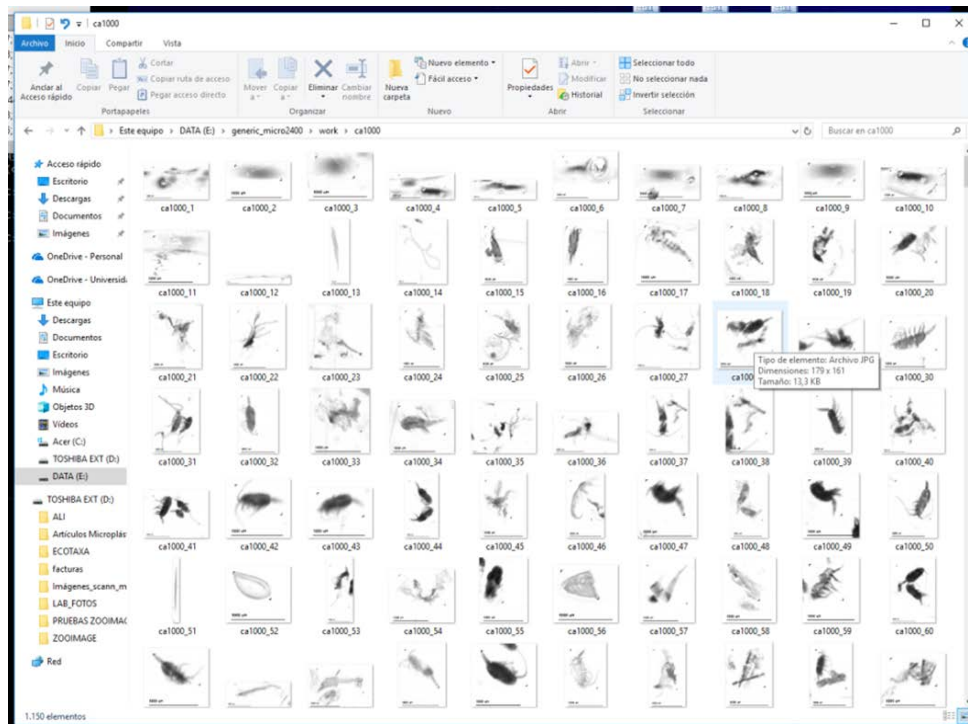 ca1000
Archivo Inicio Compartir Vista
Anclar al
Acceso rápido
Copiar
Pegar
Cortar
Copiar ruta de acceso
Pegar acceso directo
Portapapeles
Mover
a
Copiar
a
Eliminar
Cambiar
nombre
Organizar
Nueva
carpeta
Nuevo elemento
Fácil acceso
Nuevo
Propiedades
Abrir
Modificar
Historial
Abrir
Seleccionar todo
No seleccionar nada
Invertir selección
Seleccionar
Este equipo > DATA (E:) > generic_micro2400 > work > ca1000
Buscar en ca1000
Acceso rápido
Escritorio
Descargas
Documentos
Imágenes
OneDrive - Personal
OneDrive - Universid
Este equipo
Descargas
Documentos
Escritorio
Imágenes
Música
Objetos 3D
Vídeos
Acer (C:)
TOSHIBA EXT (D:)
DATA (E:)
TOSHIBA EXT (D:)
ALI
Artículos Microplás
ECOTAXA
facturas
Imágenes_scann_m
LAB_FOTOS
PRUEBAS ZOOIMA
ZOOIMAGE
Red
ca1000_1 ca1000_2 ca1000_3 ca1000_4 ca1000_5 ca1000_6 ca1000_7 ca1000_8 ca1000_9 ca1000_10
ca1000_11 ca1000_12 ca1000_13 ca1000_14 ca1000_15 ca1000_16 ca1000_17 ca1000_18 ca1000_19 ca1000_20
ca1000_21 ca1000_22 ca1000_23 ca1000_24 ca1000_25 ca1000_26 ca1000_27 ca1000_30
Tipo de elemento: Archivo JPG
Dimensiones: 179 x 161
Tamaño: 13,3 KB
ca1000_31 ca1000_32 ca1000_33 ca1000_34 ca1000_35 ca1000_36 ca1000_37 ca1000_38 ca1000_39 ca1000_40
ca1000_41 ca1000_42 ca1000_43 ca1000_44 ca1000_45 ca1000_46 ca1000_47 ca1000_48 ca1000_49 ca1000_50
ca1000_51 ca1000_52 ca1000_53 ca1000_54 ca1000_55 ca1000_56 ca1000_57 ca1000_58 ca1000_59 ca1000_60
1.150 elementos